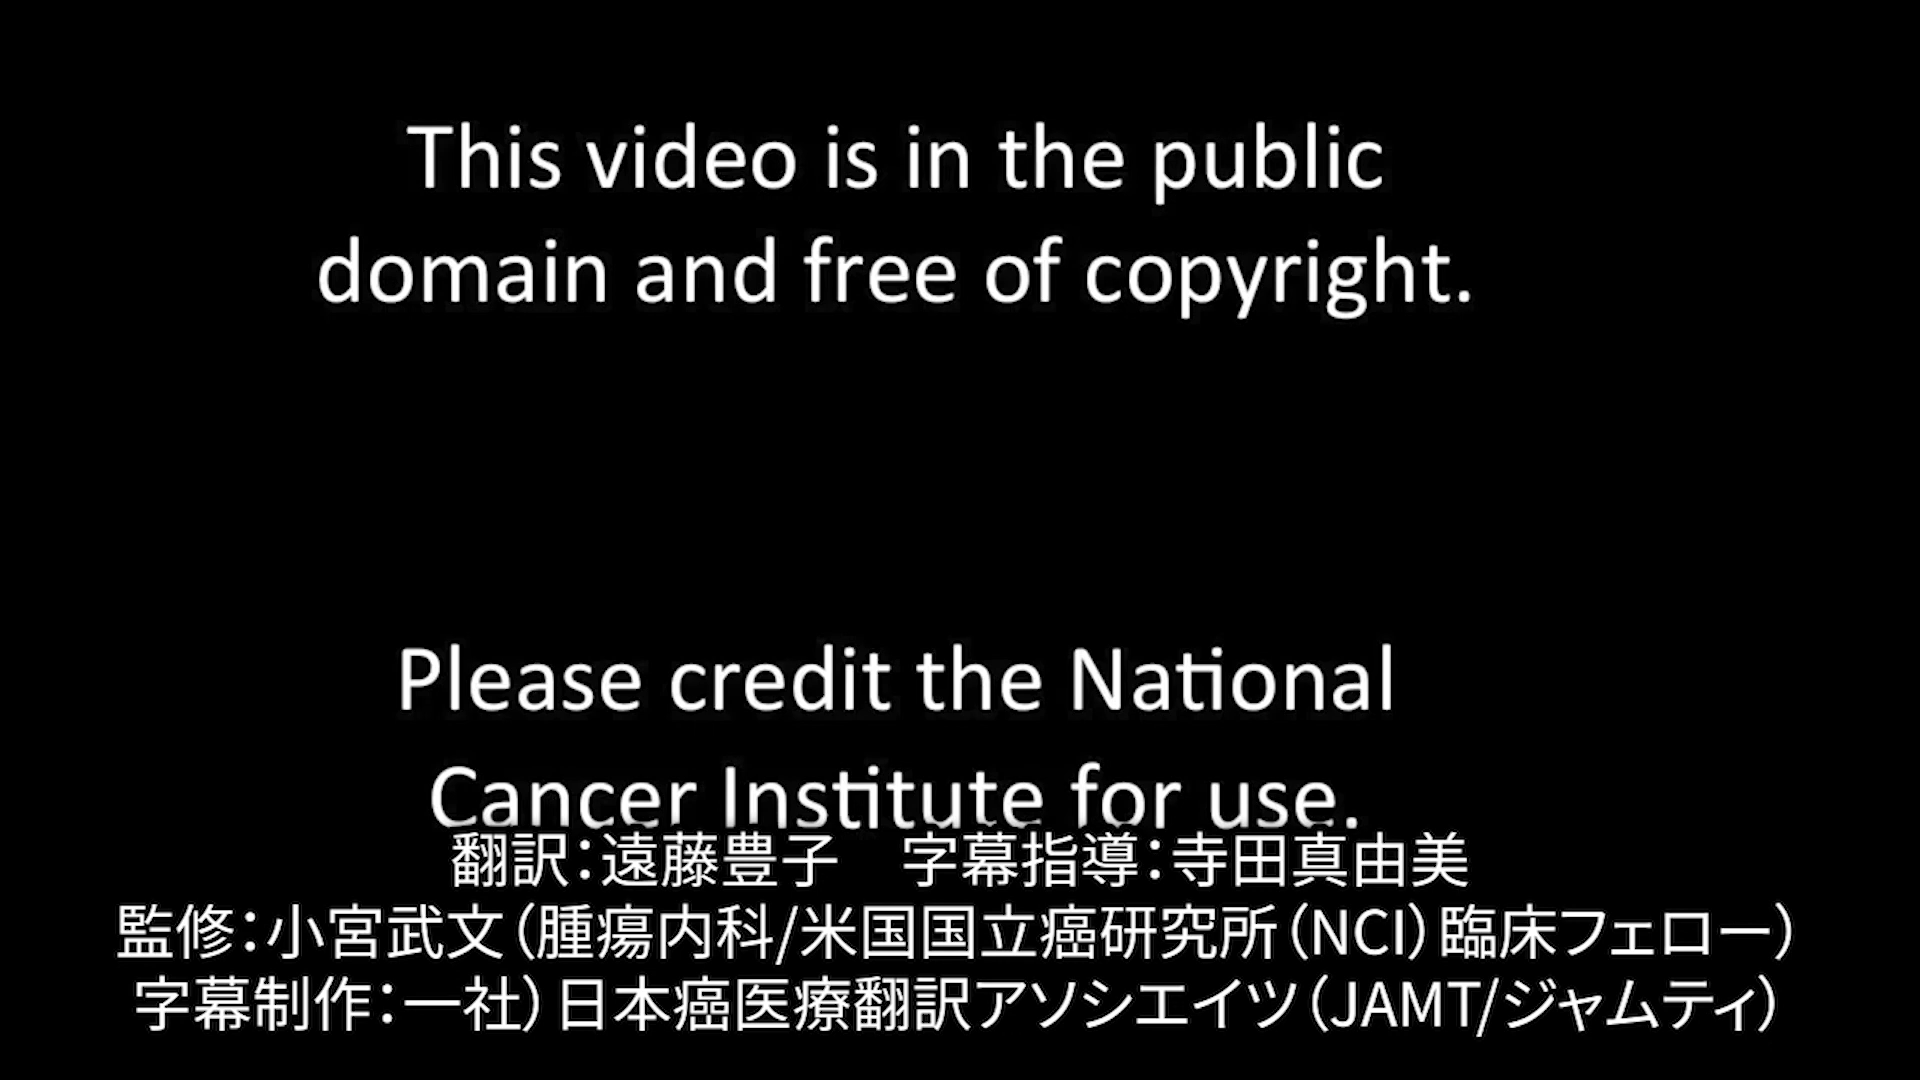 This video is in the public
domain and free of copyright.
Please credit the National
Cancer Institute for use.
翻訳：遠藤豊子　字幕指導：寺田真由美
監修：小宮武文（腫瘍内科/米国国立癌研究所（NCI）臨床フェロー）
字幕制作：一社）日本癌医療翻訳アソシエイツ（JAMT/ジャムティ）